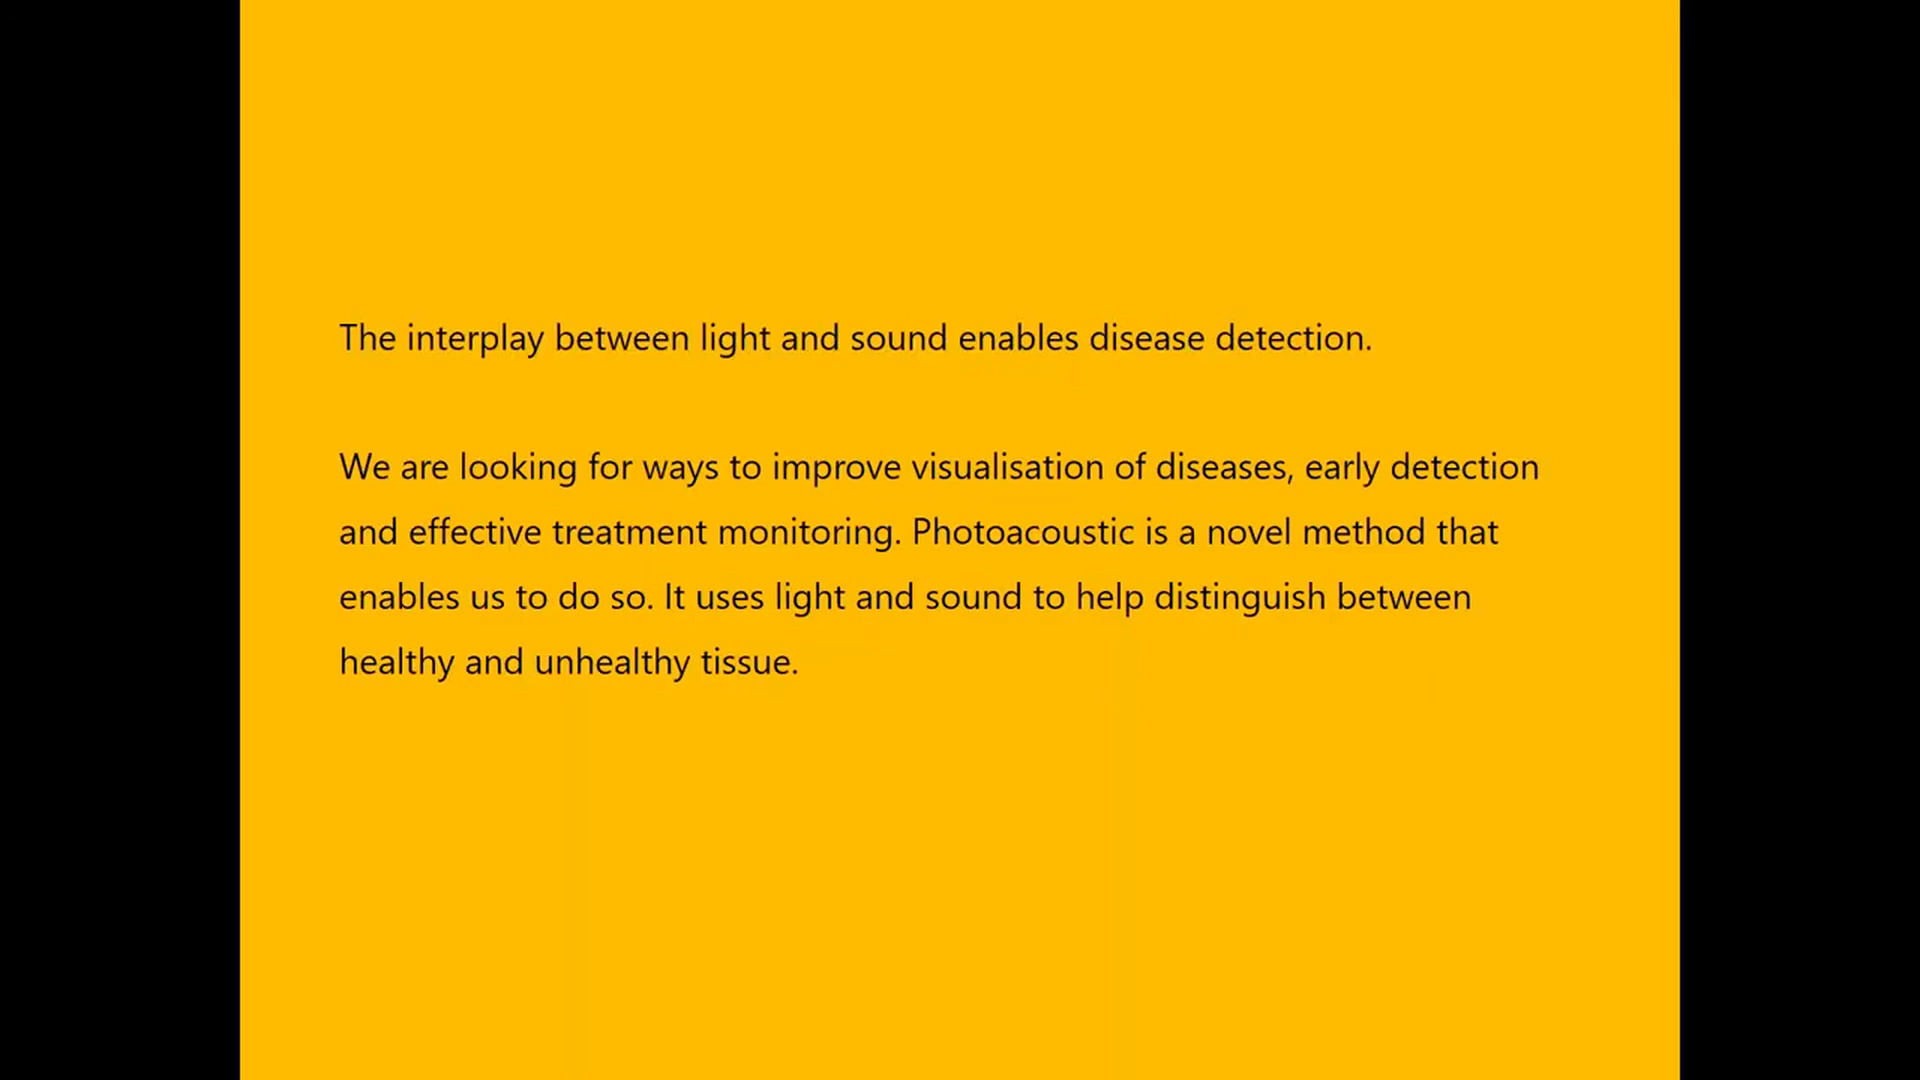 The interplay between light and sound enables disease detection.
We are looking for ways to improve visualisation of diseases, early detection
and effective treatment monitoring. Photoacoustic is a novel method that
enables us to do so. It uses light and sound to help distinguish between
healthy and unhealthy tissue.